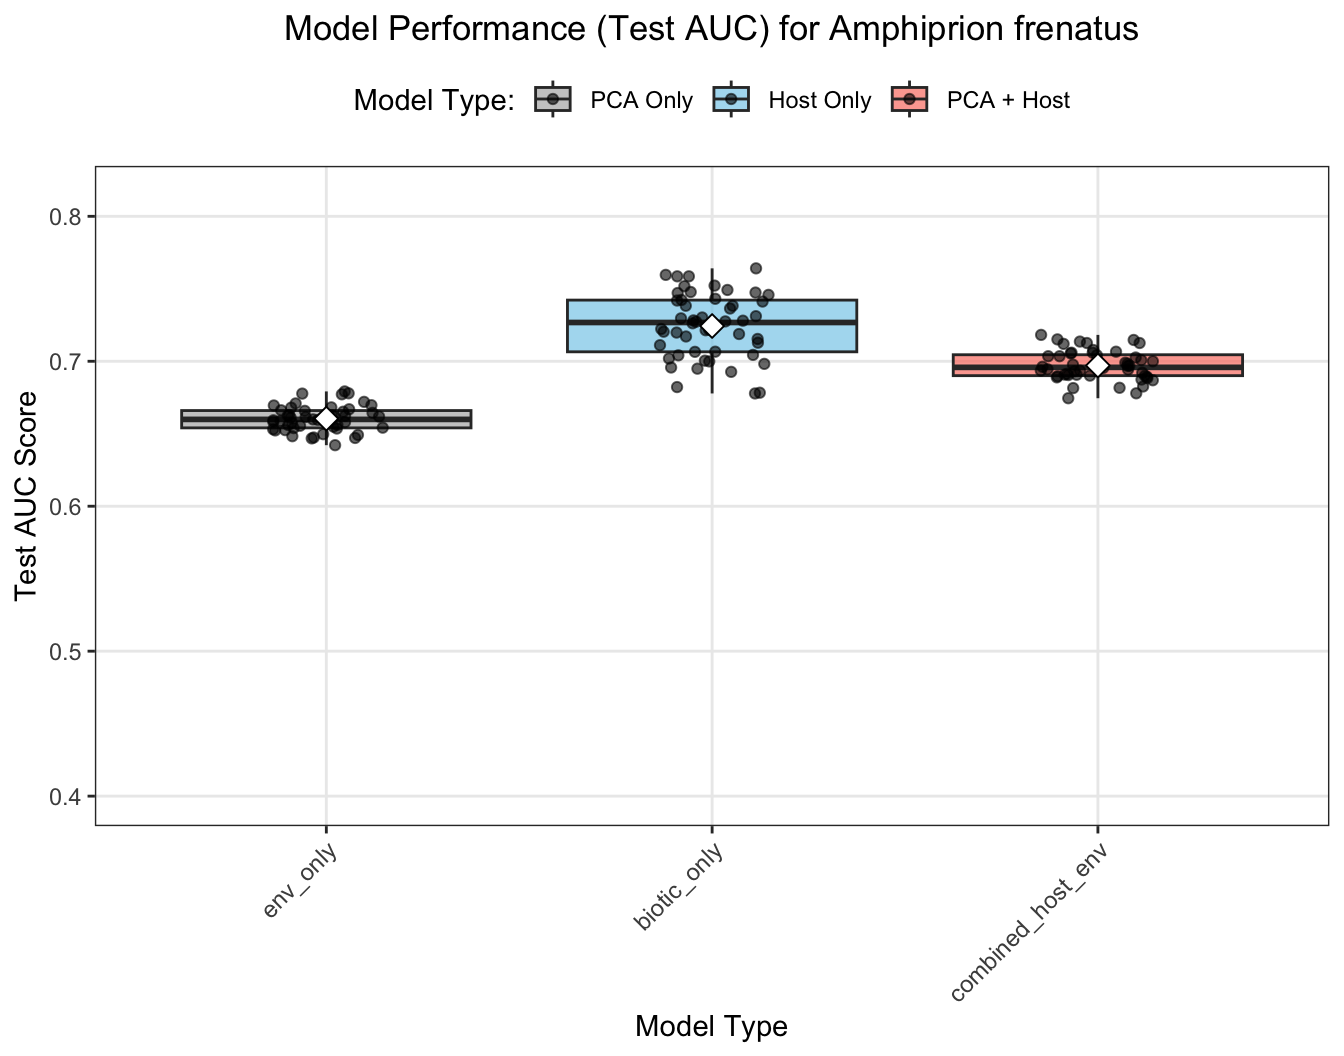 Model Performance (Test AUC) for Amphiprion frenatus
Model Type: PCA Only Host Only PCA + Host
Test AUC Score
0.8
0.7
0.6
0.5
0.4
env_only
biotic_only
combined_host_env
Model Type